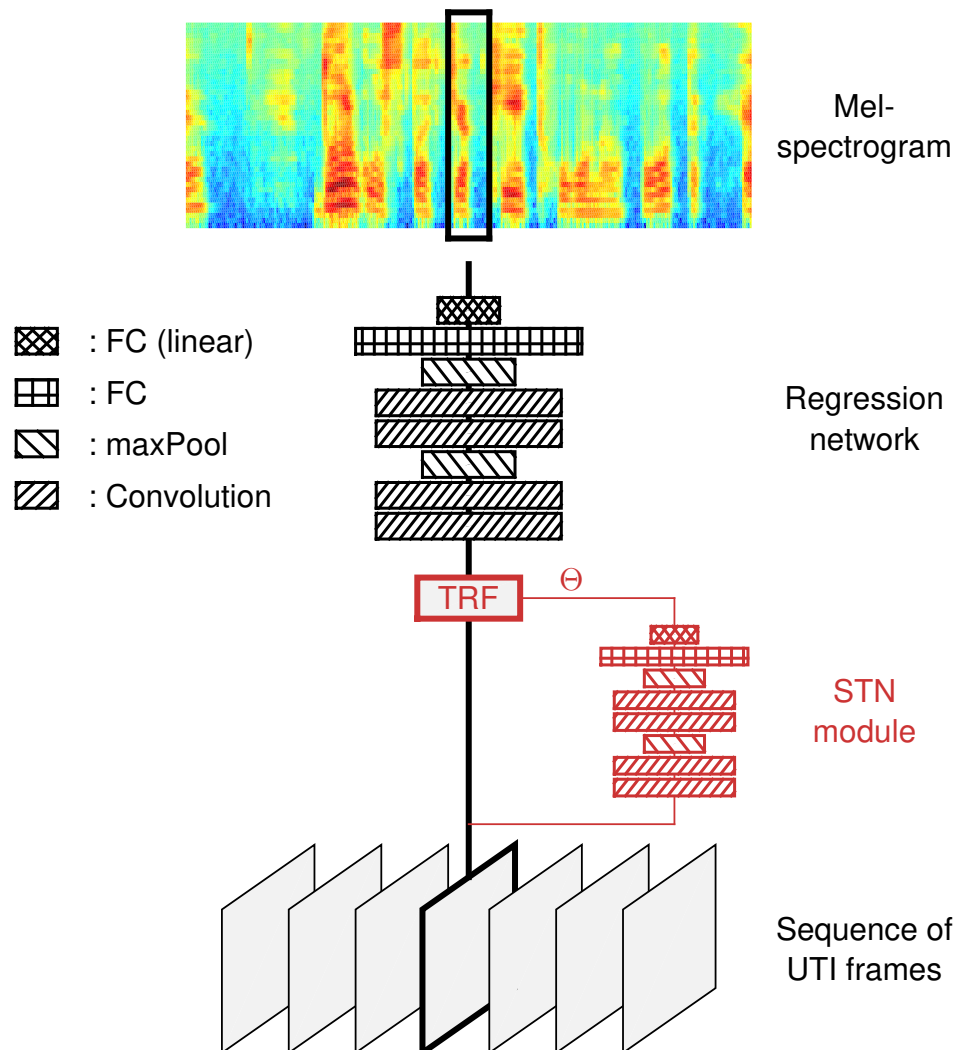 Mel-
spectrogram
: FC (linear)
: FC
: maxPool
: Convolution
Regression
network
TRF
Θ
STN
module
Sequence of
UTI frames